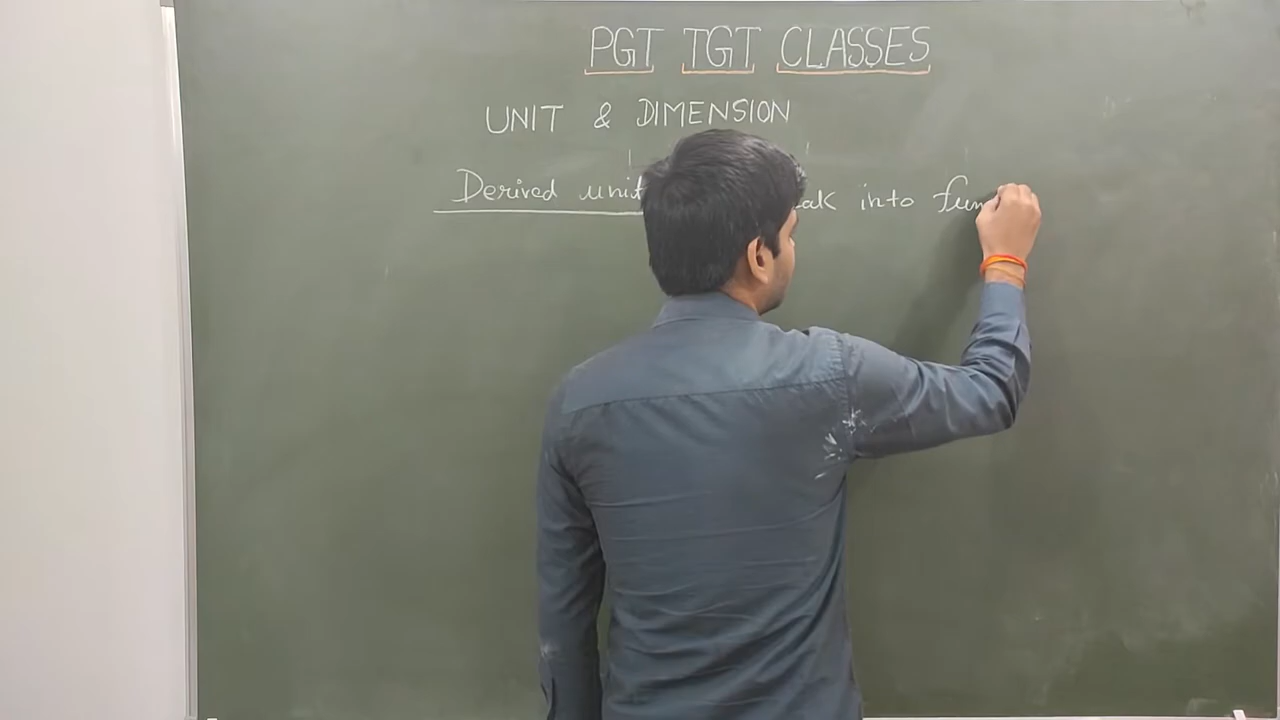 PGT TGT CLASSES
UNIT & DIMENSION
Derived unit into